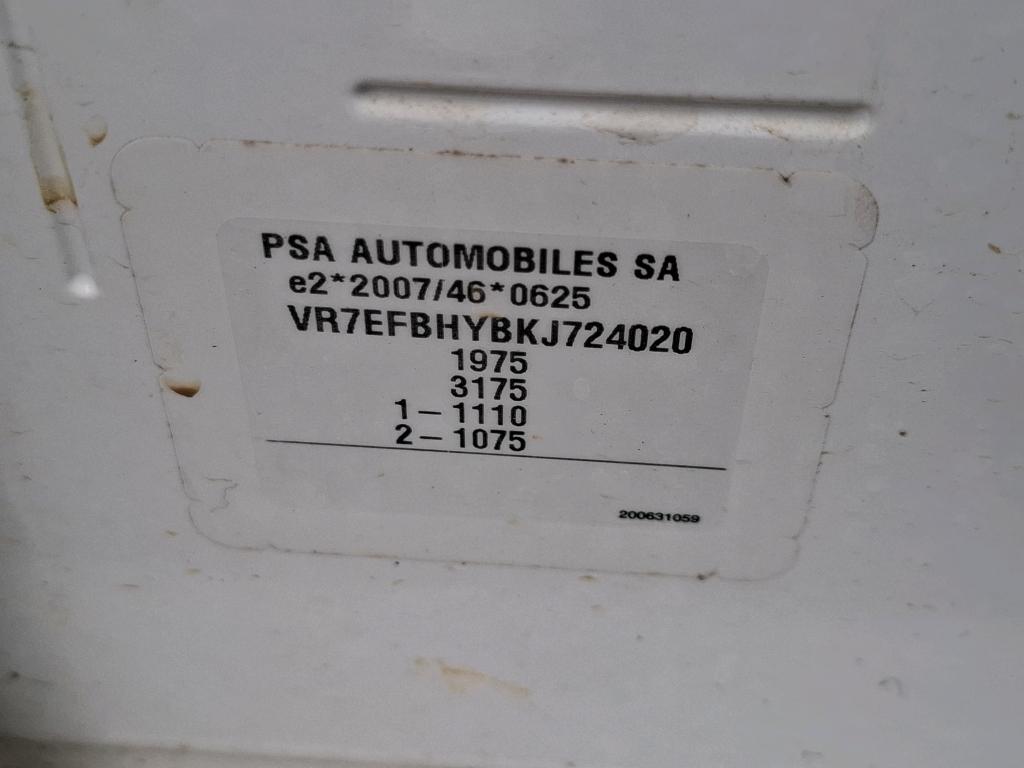 PSA AUTOMOBILES SA
e2*2007/46*0625
VR7EFBHYBKJ724020
1975
3175
1 – 1110
2 – 1075
200631059